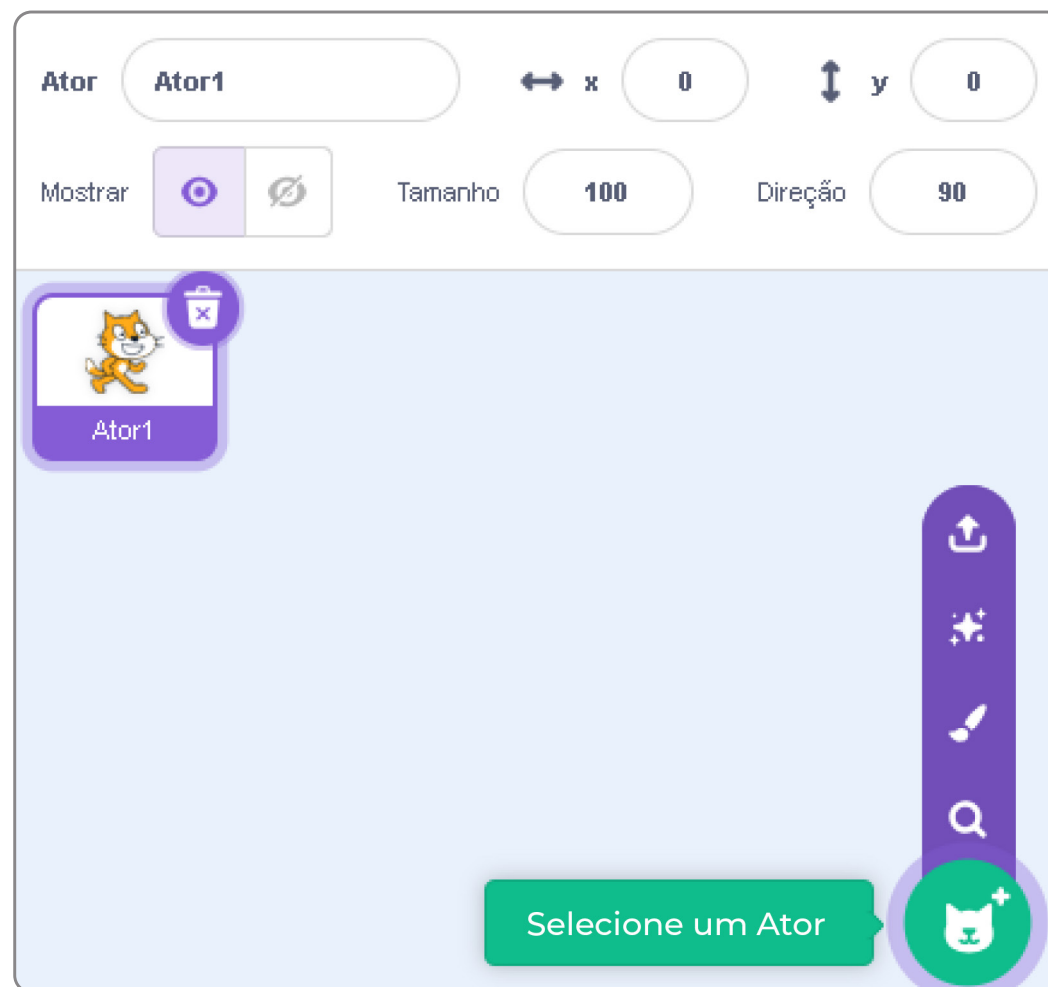 Ator Ator1 x 0 y 0
Mostrar Tamanho 100 Direção 90
Ator1
Selecione um Ator